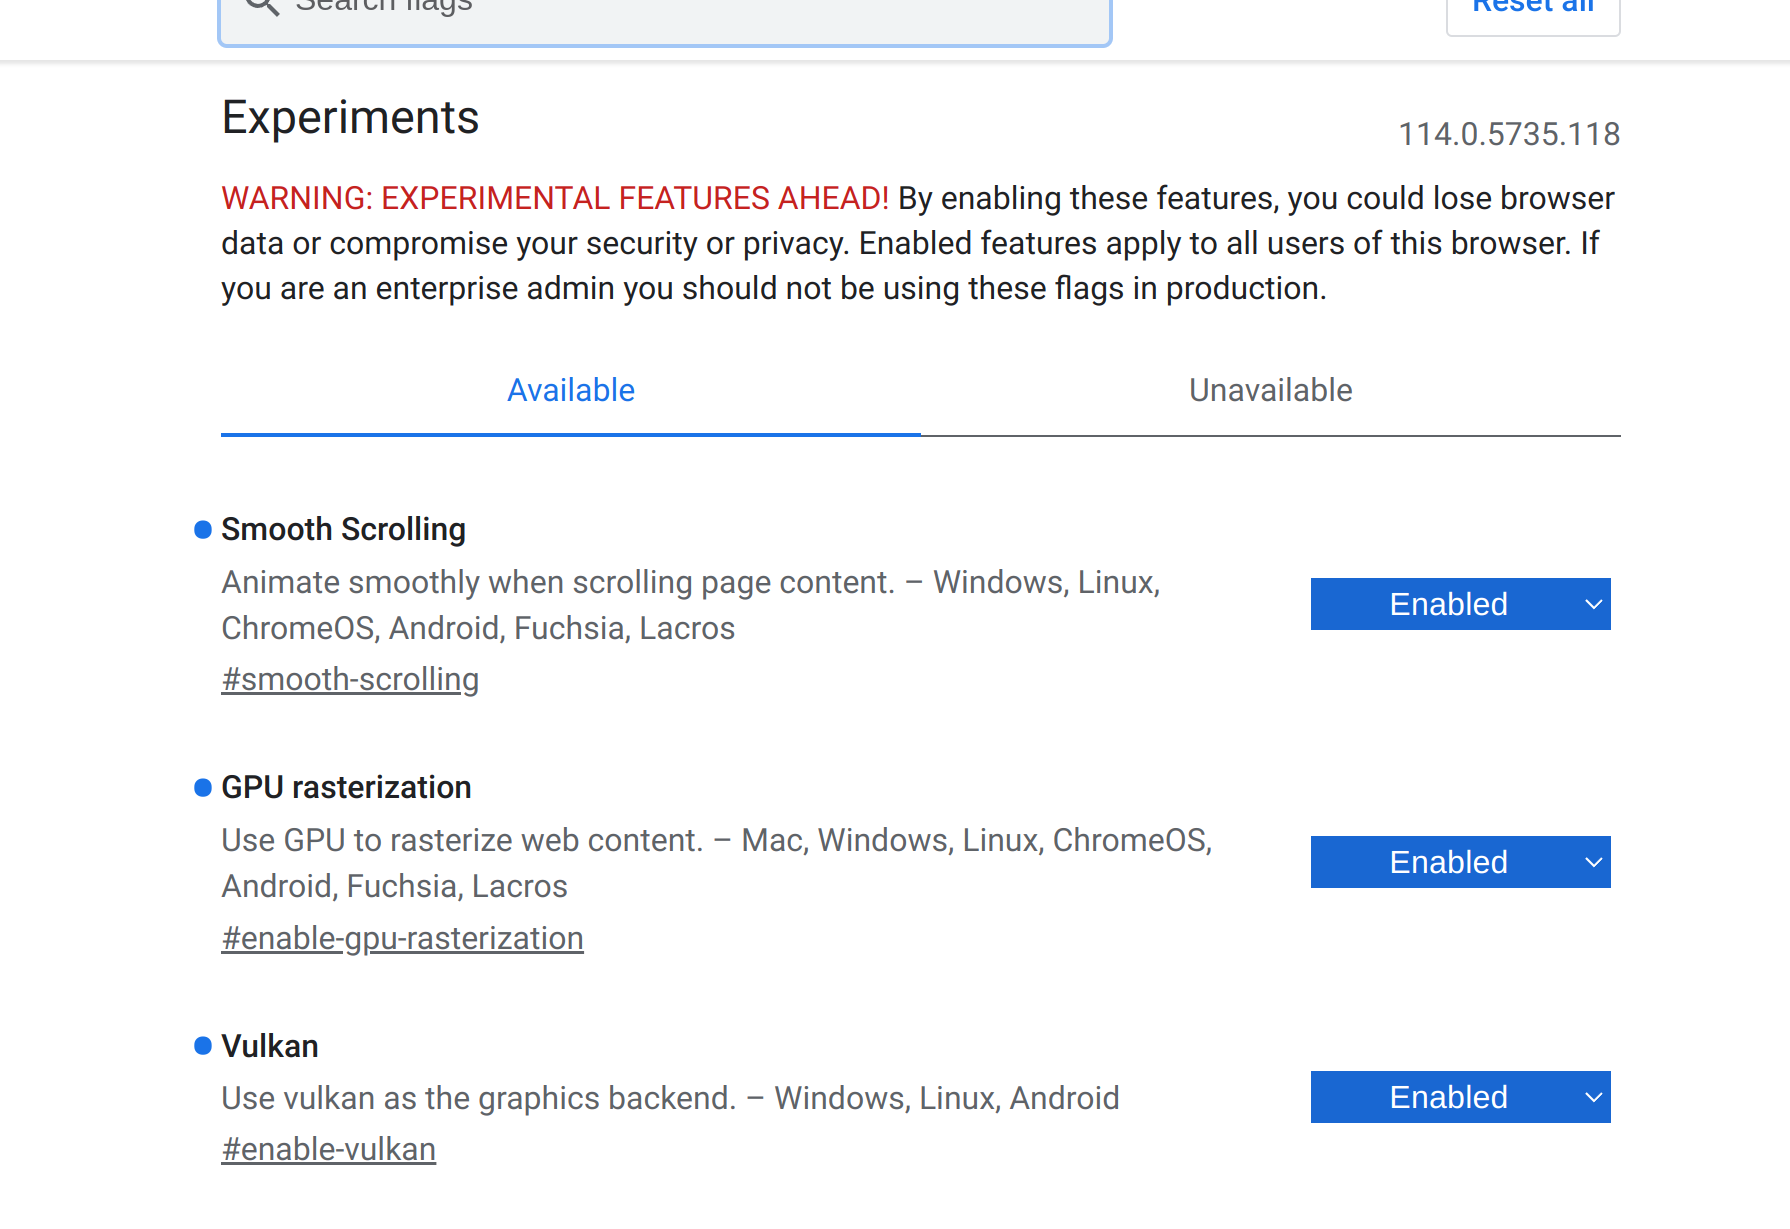 Search flags
Reset all
Experiments
114.0.5735.118
WARNING: EXPERIMENTAL FEATURES AHEAD! By enabling these features, you could lose browser
data or compromise your security or privacy. Enabled features apply to all users of this browser. If
you are an enterprise admin you should not be using these flags in production.
Available
Unavailable
Smooth Scrolling
Animate smoothly when scrolling page content. – Windows, Linux,
ChromeOS, Android, Fuchsia, Lacros
#smooth-scrolling
Enabled
GPU rasterization
Use GPU to rasterize web content. – Mac, Windows, Linux, ChromeOS,
Android, Fuchsia, Lacros
#enable-gpu-rasterization
Enabled
Vulkan
Use vulkan as the graphics backend. – Windows, Linux, Android
#enable-vulkan
Enabled